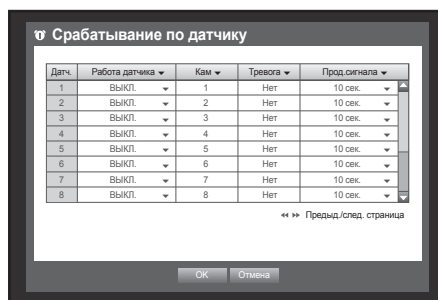 Срабатывание по датчику
Датч. Работа датчика Кам Тревога Прод.сигнала
1 ВЫКЛ. 1 Нет 10 сек.
2 ВЫКЛ. 2 Нет 10 сек.
3 ВЫКЛ. 3 Нет 10 сек.
4 ВЫКЛ. 4 Нет 10 сек.
5 ВЫКЛ. 5 Нет 10 сек.
6 ВЫКЛ. 6 Нет 10 сек.
7 ВЫКЛ. 7 Нет 10 сек.
8 ВЫКЛ. 8 Нет 10 сек.
Предыд./след. страница
OK Отмена